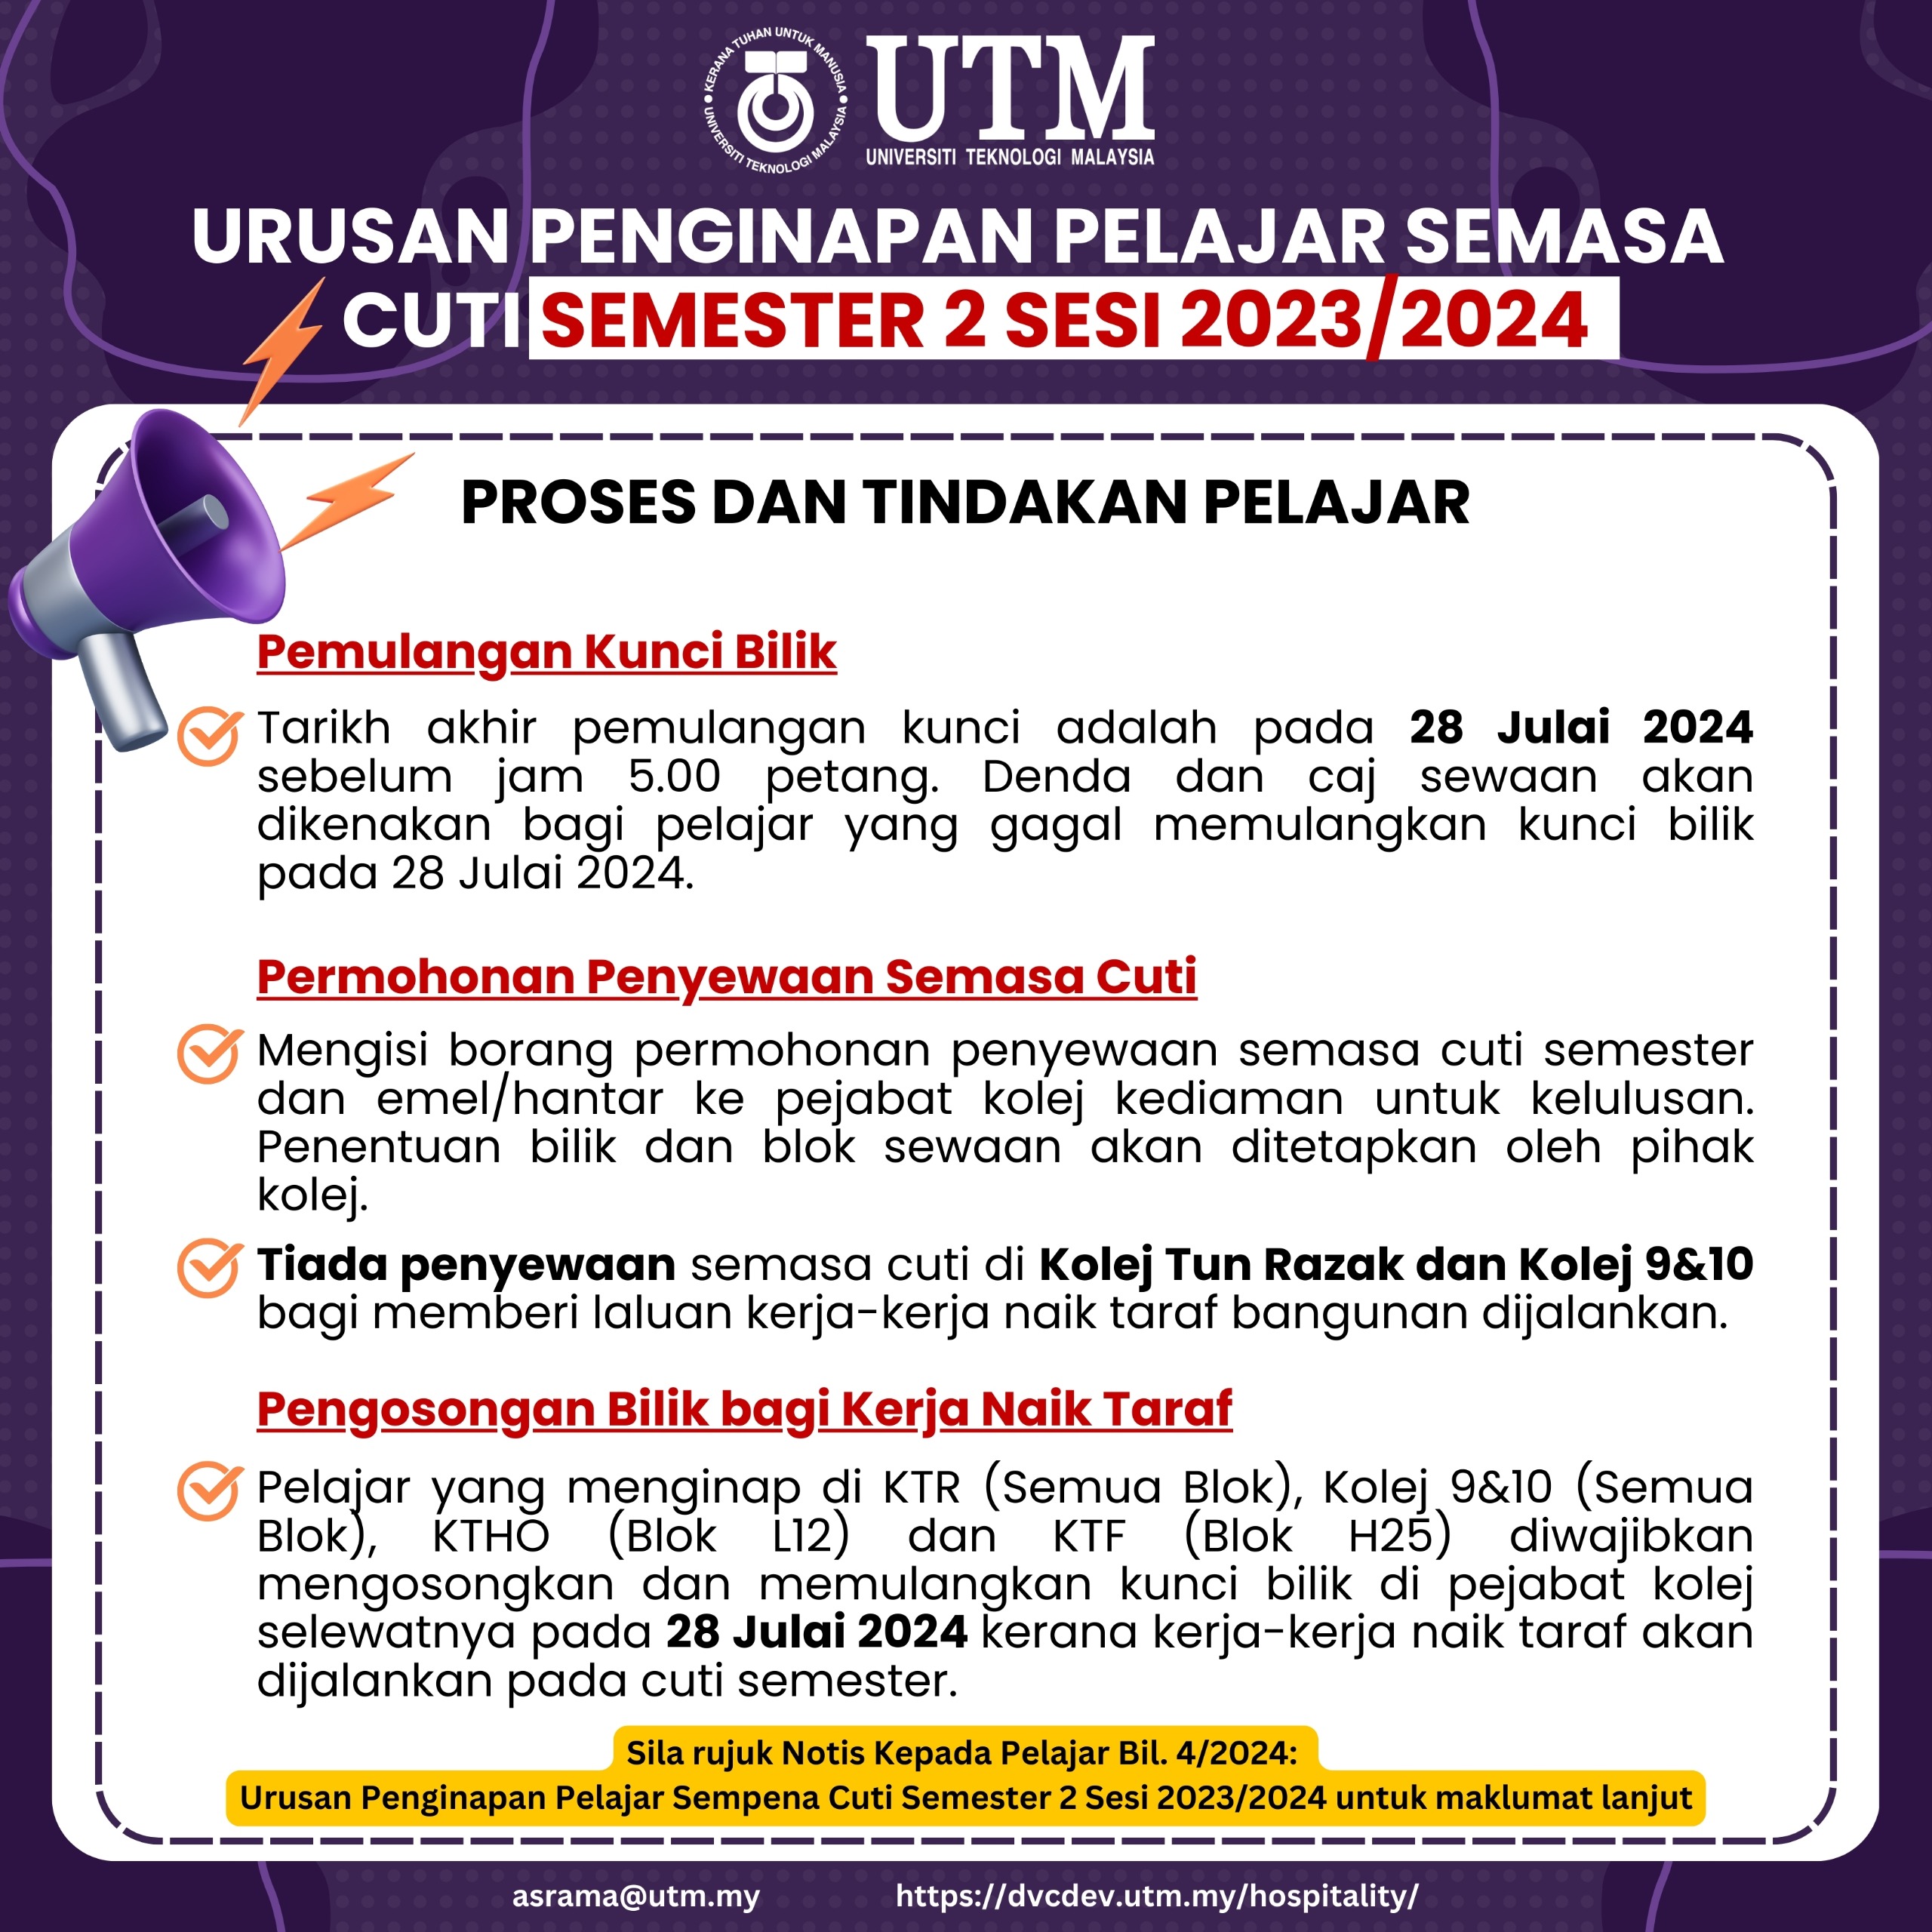 KERANA TUHAN UNTUK MANUSIA
UNIVERSITI TEKNOLOGI MALAYSIA
UTM
UNIVERSITI TEKNOLOGI MALAYSIA
URUSAN PENGINAPAN PELAJAR SEMASA
CUTI SEMESTER 2 SESI 2023/2024
PROSES DAN TINDAKAN PELAJAR
Pemulangan Kunci Bilik
Tarikh akhir pemulangan kunci adalah pada 28 Julai 2024
sebelum jam 5.00 petang. Denda dan caj sewaan akan
dikenakan bagi pelajar yang gagal memulangkan kunci bilik
pada 28 Julai 2024.
Permohonan Penyewaan Semasa Cuti
Mengisi borang permohonan penyewaan semasa cuti semester
dan emel/hantar ke pejabat kolej kediaman untuk kelulusan.
Penentuan bilik dan blok sewaan akan ditetapkan oleh pihak
kolej.
Tiada penyewaan semasa cuti di Kolej Tun Razak dan Kolej 9&10
bagi memberi laluan kerja-kerja naik taraf bangunan dijalankan.
Pengosongan Bilik bagi Kerja Naik Taraf
Pelajar yang menginap di KTR (Semua Blok), Kolej 9&10 (Semua
Blok), KTHO (Blok L12) dan KTF (Blok H25) diwajibkan
mengosongkan dan memulangkan kunci bilik di pejabat kolej
selewatnya pada 28 Julai 2024 kerana kerja-kerja naik taraf akan
dijalankan pada cuti semester.
Sila rujuk Notis Kepada Pelajar Bil. 4/2024:
Urusan Penginapan Pelajar Sempena Cuti Semester 2 Sesi 2023/2024 untuk maklumat lanjut
asrama@utm.my https://dvcdev.utm.my/hospitality/